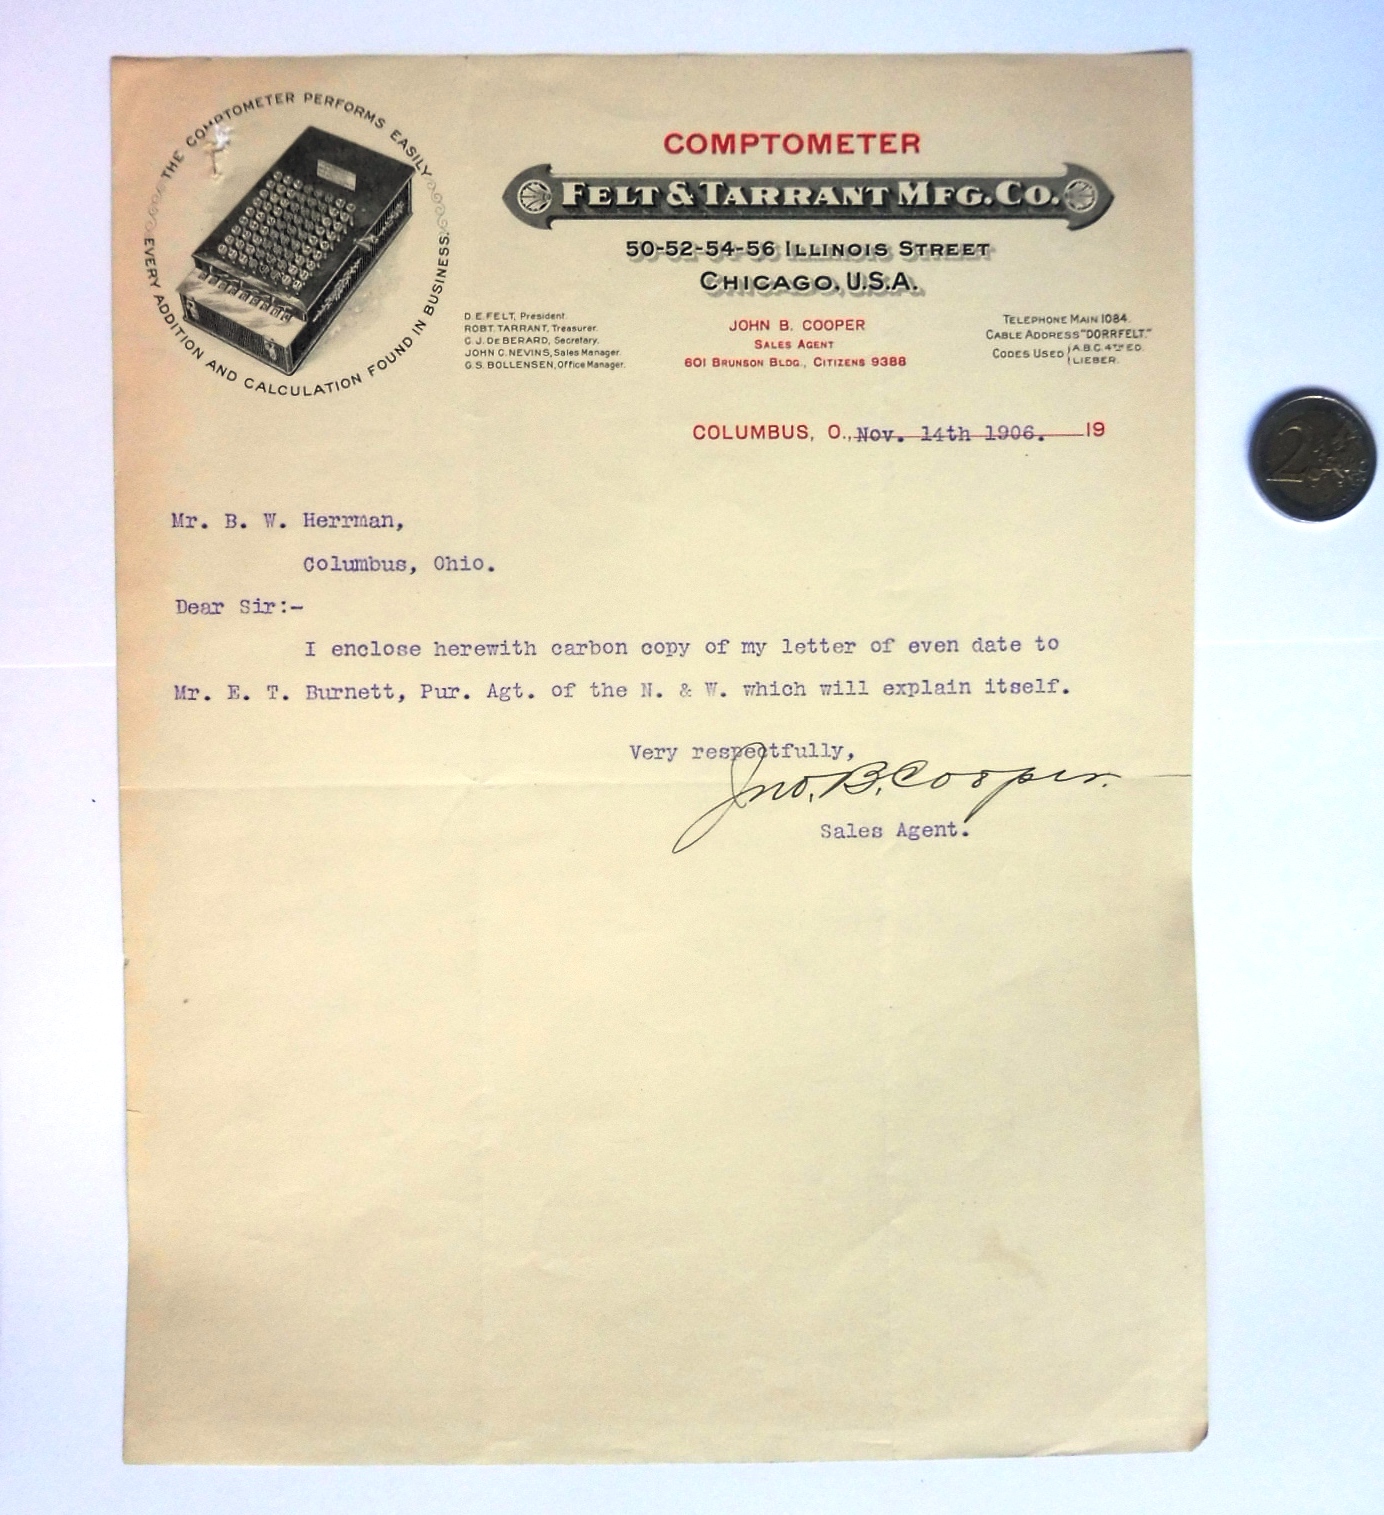 THE COMPTOMETER PERFORMS EASILY
EVERY ADDITION AND CALCULATION FOUND IN BUSINESS.
COMPTOMETER
FELT & TARRANT MFG. CO.
50-52-54-56 ILLINOIS STREET
CHICAGO. U.S.A.
D. E. FELT, President.
ROBT. TARRANT, Treasurer.
C. J. DE BERARD, Secretary.
JOHN C. NEVINS, Sales Manager.
G. S. BOLLENSEN, Office Manager.
JOHN B. COOPER
SALES AGENT
601 BRUNSON BLDG., CITIZENS 9388
TELEPHONE MAIN 1084.
CABLE ADDRESS "DORRFELT."
CODES USED A.B.C. 4TH ED.
LIEBER.
COLUMBUS, O., Nov. 14th 1906. 19
Mr. B. W. Herrman,
Columbus, Ohio.
Dear Sir:-
I enclose herewith carbon copy of my letter of even date to
Mr. E. T. Burnett, Pur. Agt. of the N. & W. which will explain itself.
Very respectfully,
Jno. B. Cooper.
Sales Agent.
2